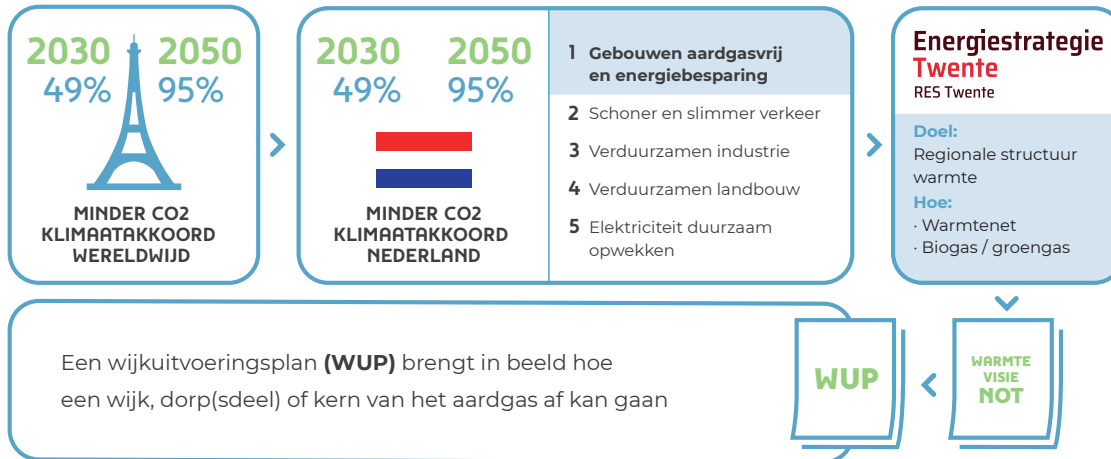 2030 2050
49% 95%
MINDER CO2
KLIMAATAKKOORD
WERELDWIJD
2030 2050
49% 95%
MINDER CO2
KLIMAATAKKOORD
NEDERLAND
1 Gebouwen aardgasvrij
en energiebesparing
2 Schoner en slimmer verkeer
3 Verduurzamen industrie
4 Verduurzamen landbouw
5 Elektriciteit duurzaam
opwekken
Energiestrategie
Twente
RES Twente
Doel:
Regionale structuur
warmte
Hoe:
· Warmtenet
· Biogas / groengas
Een wijkuitvoeringsplan (WUP) brengt in beeld hoe
een wijk, dorp(sdeel) of kern van het aardgas af kan gaan
WUP
WARMTE
VISIE
NOT